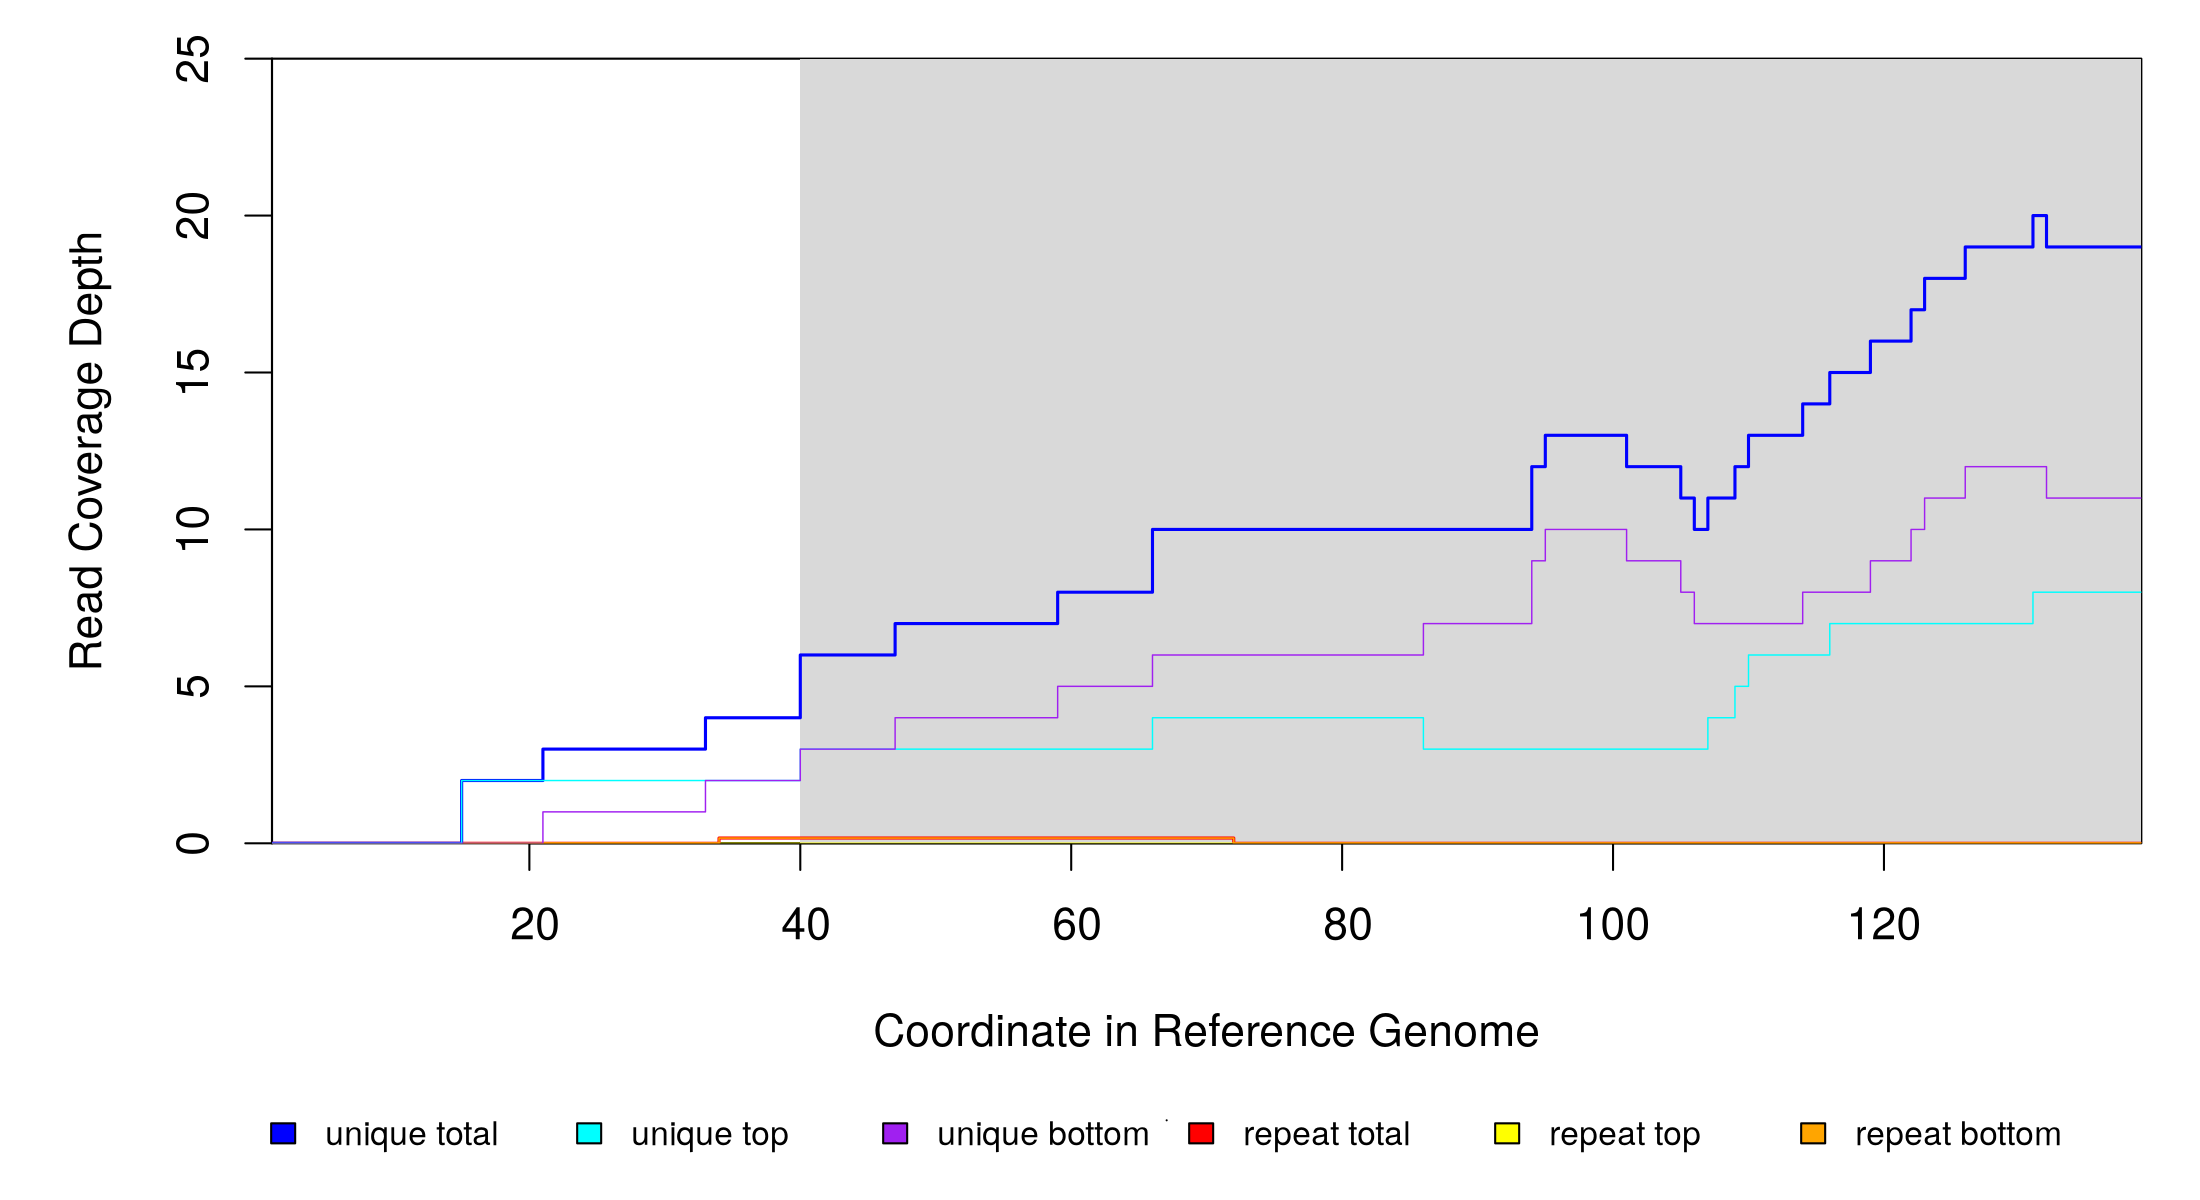 Read Coverage Depth
25
20
15
10
5
0
20 40 60 80 100 120
Coordinate in Reference Genome
unique total unique top unique bottom repeat total repeat top repeat bottom